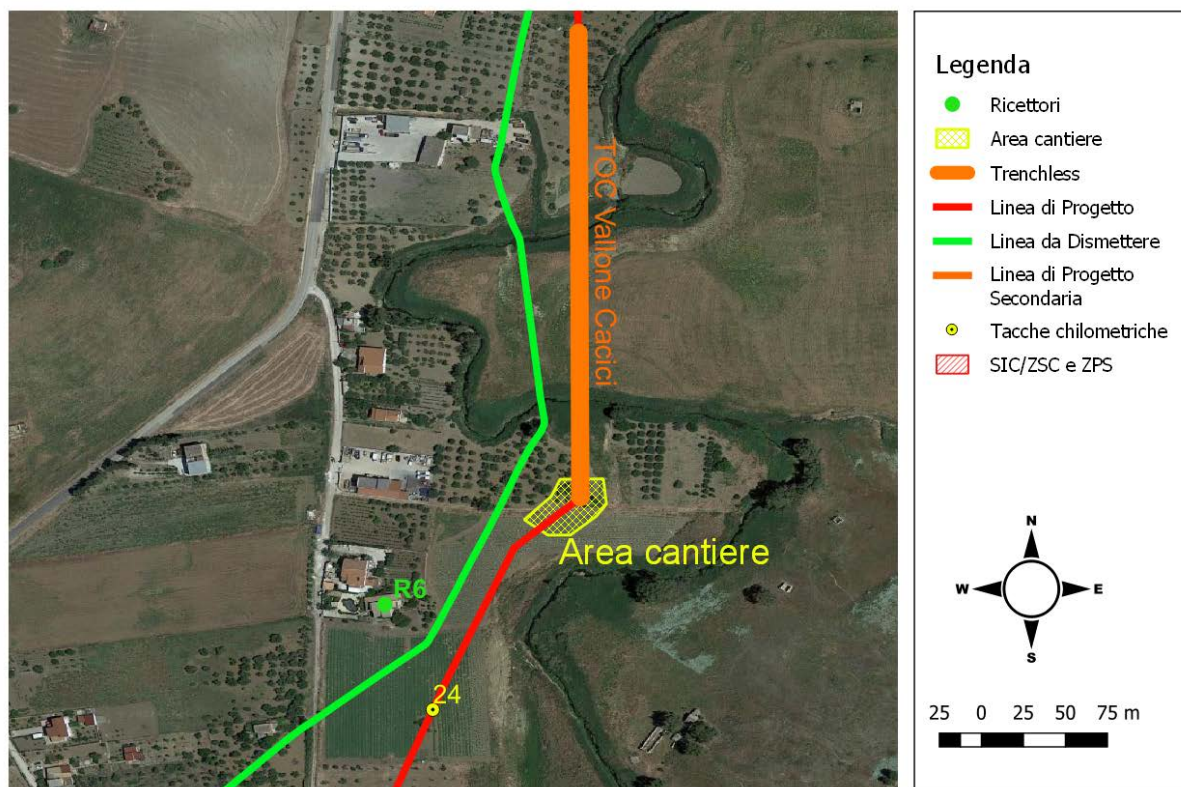 TOC Vallone Cacici
Area cantiere
R6
24
Legenda
Ricettori
Area cantiere
Trenchless
Linea di Progetto
Linea da Dismettere
Linea di Progetto
Secondaria
Tacche chilometriche
SIC/ZSC e ZPS
N
W E
S
25 0 25 50 75 m